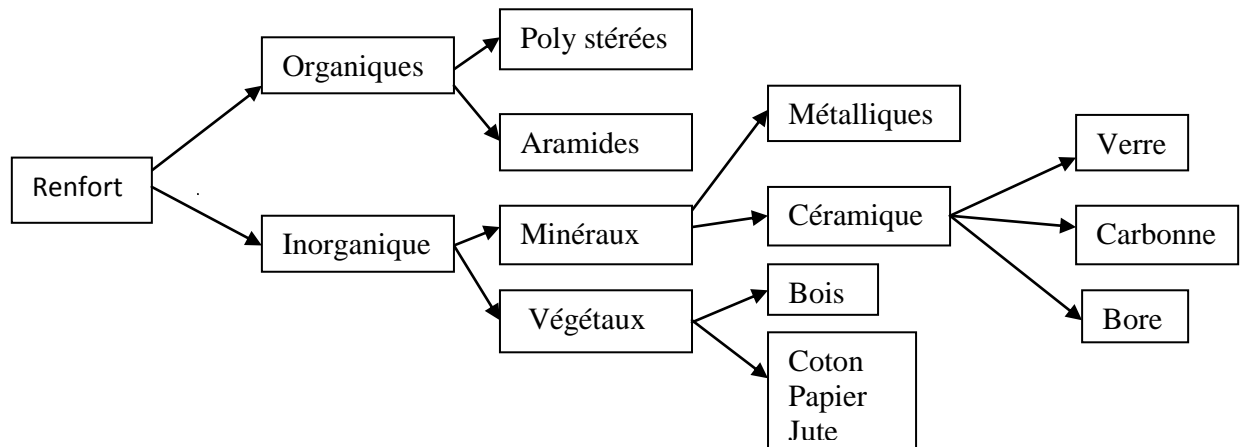 Poly stérées
Organiques
Métalliques
Aramides
Verre
Renfort
Céramique
Minéraux
Inorganique
Carbonne
Bois
Végétaux
Bore
Coton
Papier
Jute